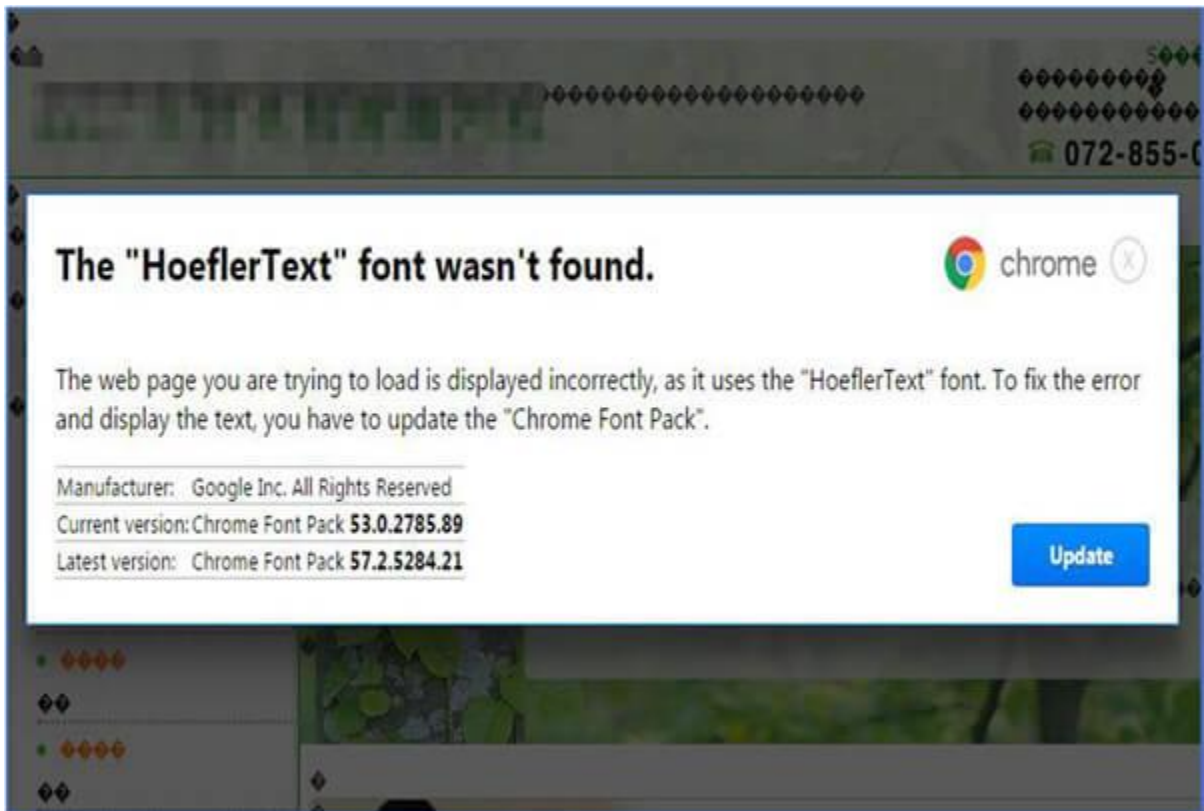 072-855-
The "HoeflerText" font wasn't found.
chrome
The web page you are trying to load is displayed incorrectly, as it uses the "HoeflerText" font. To fix the error
and display the text, you have to update the "Chrome Font Pack".
Manufacturer: Google Inc. All Rights Reserved
Current version: Chrome Font Pack 53.0.2785.89
Latest version: Chrome Font Pack 57.2.5284.21
Update